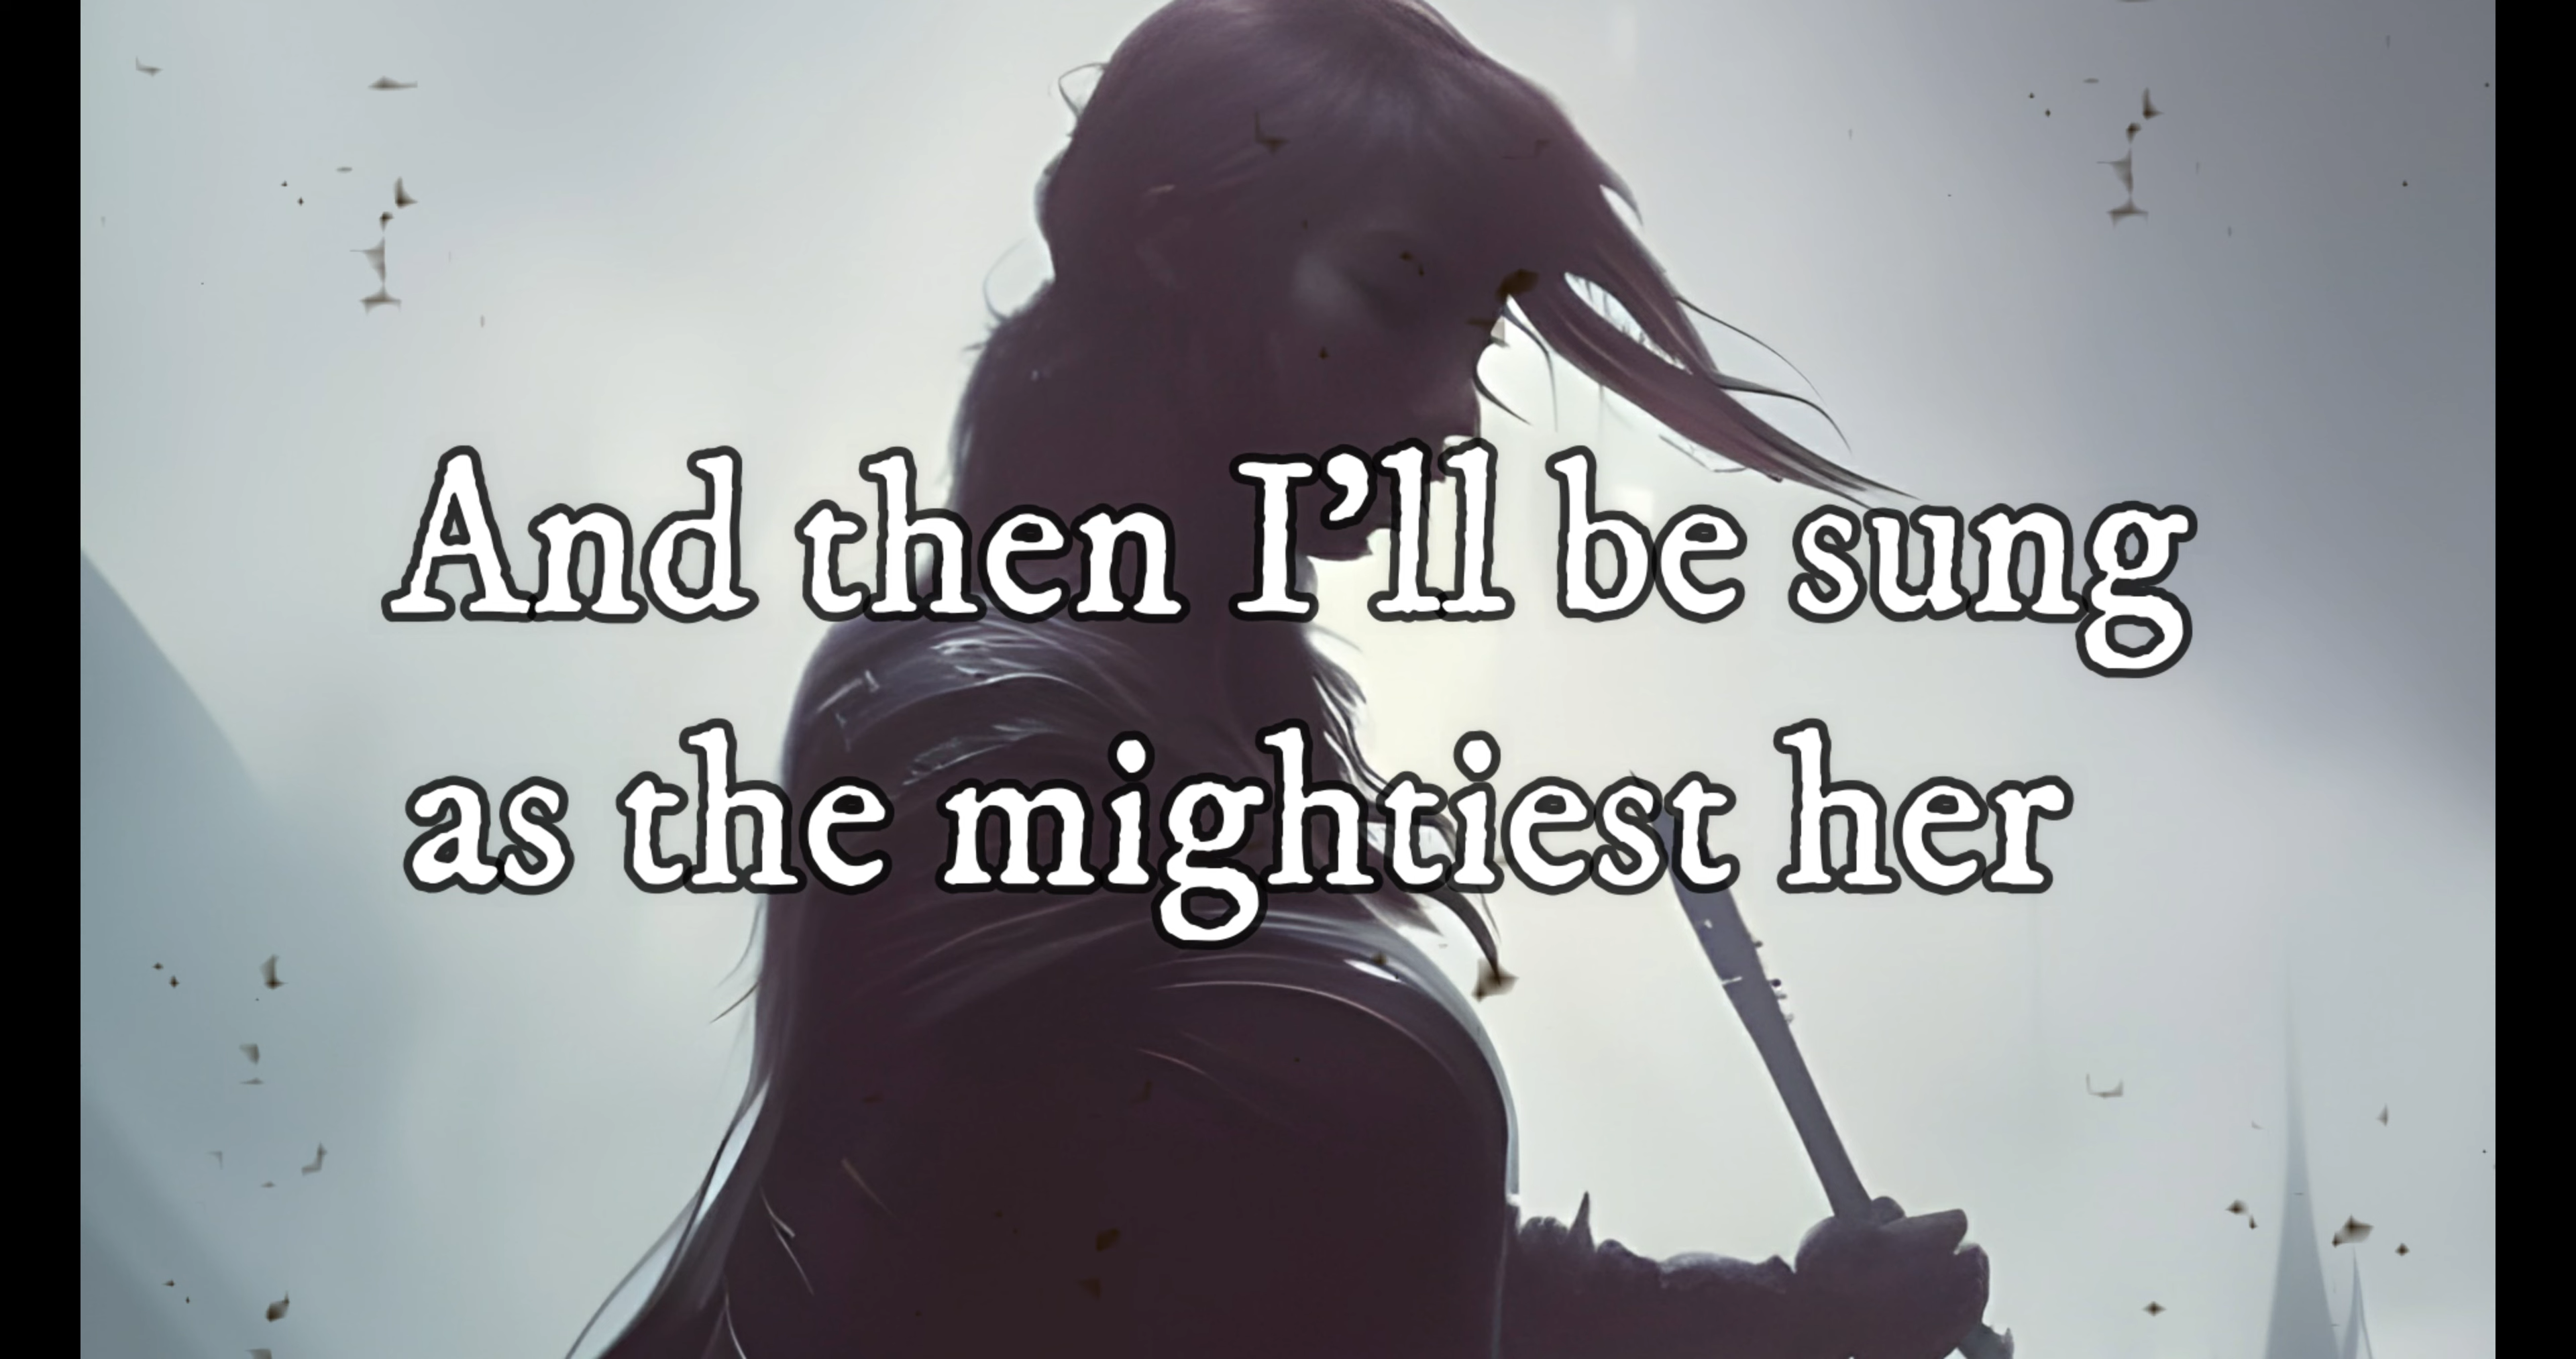 And then I’ll be sung
as the mightiest her